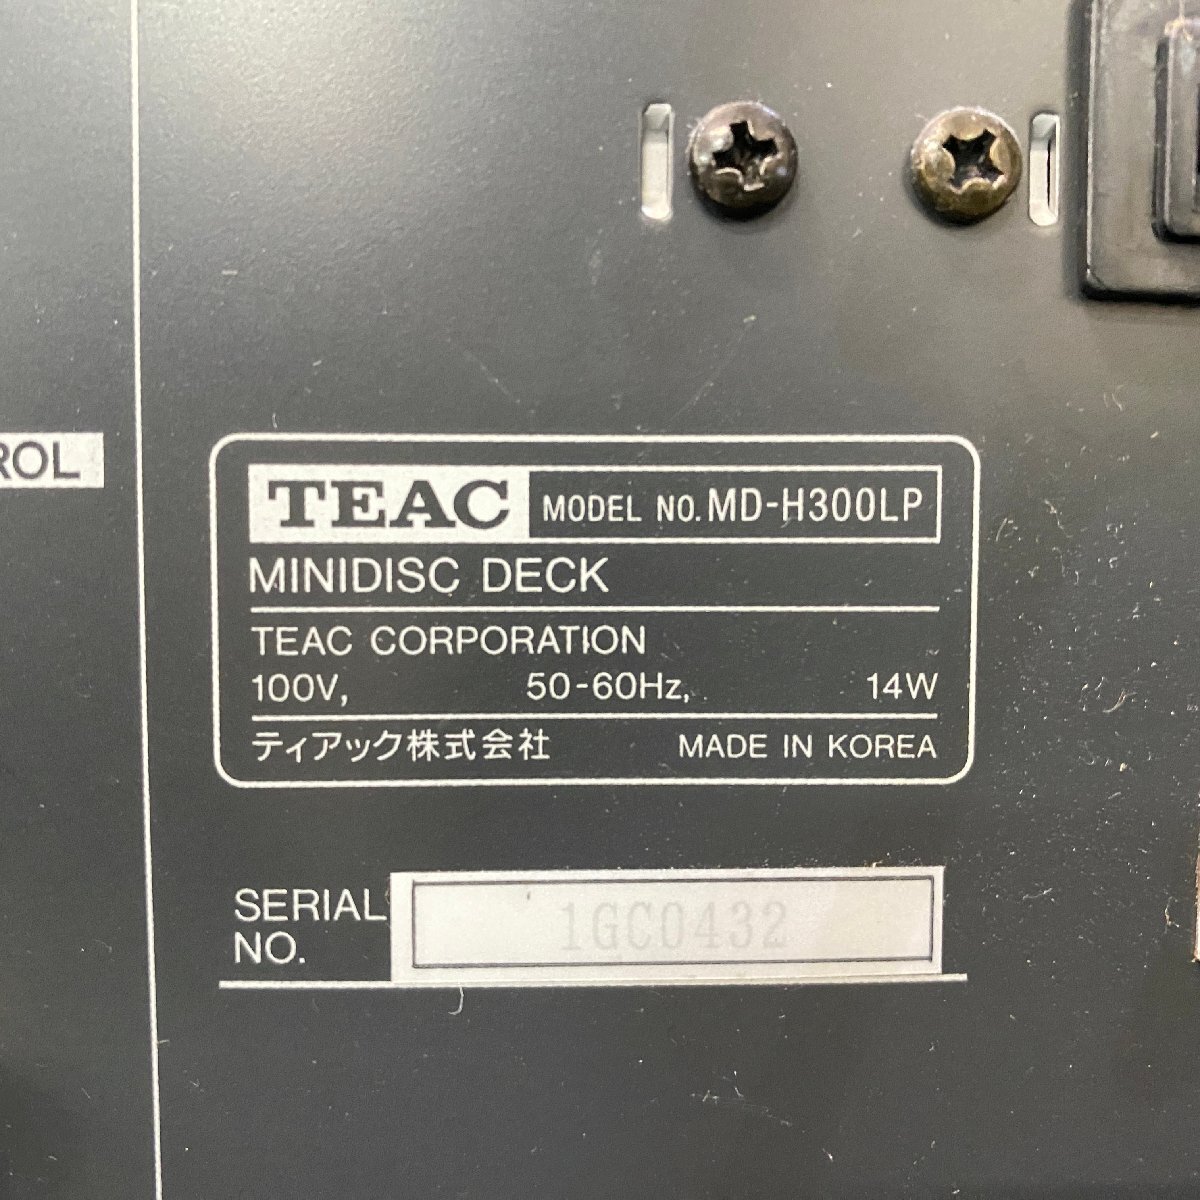 ROL
TEAC MODEL NO. MD-H300LP
MINIDISC DECK
TEAC CORPORATION
100V, 50-60Hz, 14W
ティアック株式会社 MADE IN KOREA
SERIAL NO. 1GC0432